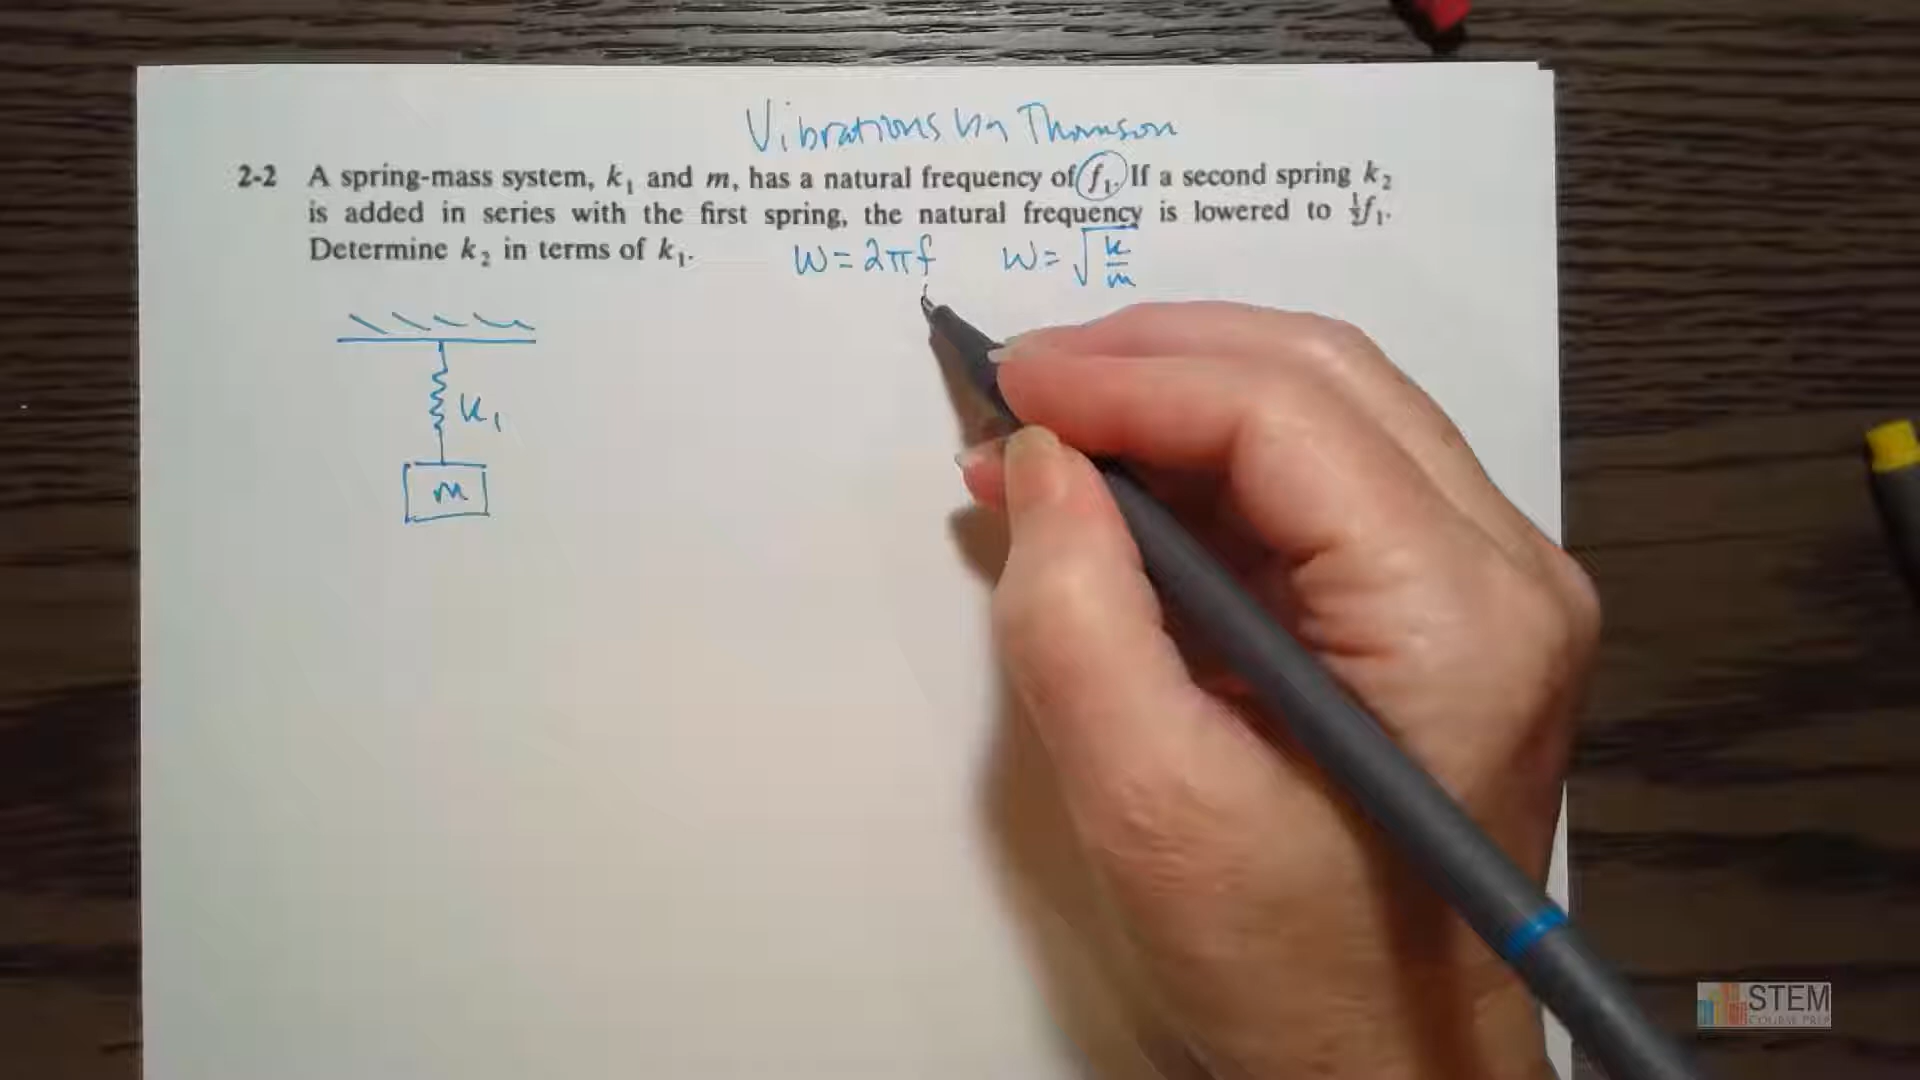 Vibrations by Thomson
2-2 A spring-mass system, k₁ and m, has a natural frequency of f₁. If a second spring k₂
is added in series with the first spring, the natural frequency is lowered to ½f₁.
Determine k₂ in terms of k₁.
W = 2πf W = √(k/m)
k₁
m
STEM
COURSE PREP